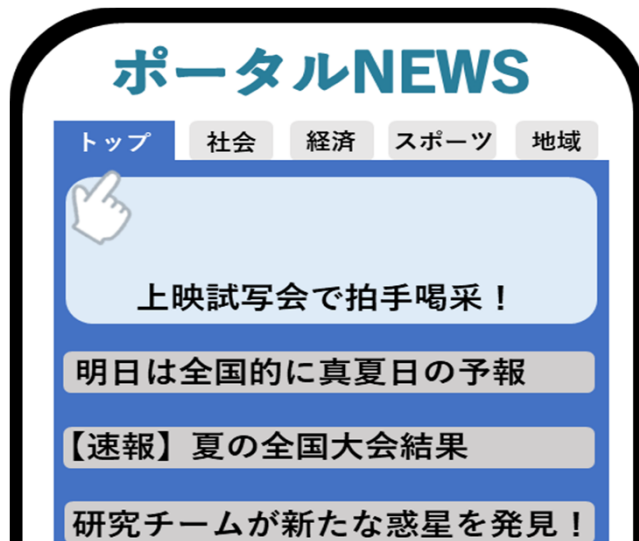 ポータルNEWS
トップ 社会 経済 スポーツ 地域
上映試写会で拍手喝采！
明日は全国的に真夏日の予報
【速報】夏の全国大会結果
研究チームが新たな惑星を発見！